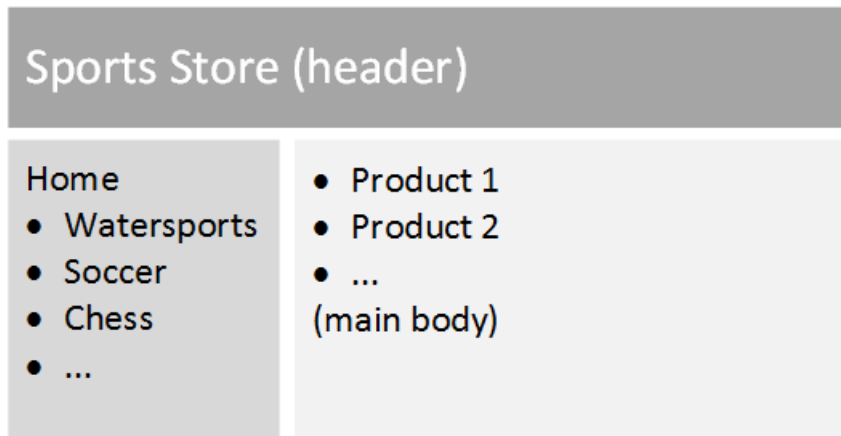 Sports Store (header)
Home
• Watersports
• Soccer
• Chess
• ...
• Product 1
• Product 2
• ...
(main body)